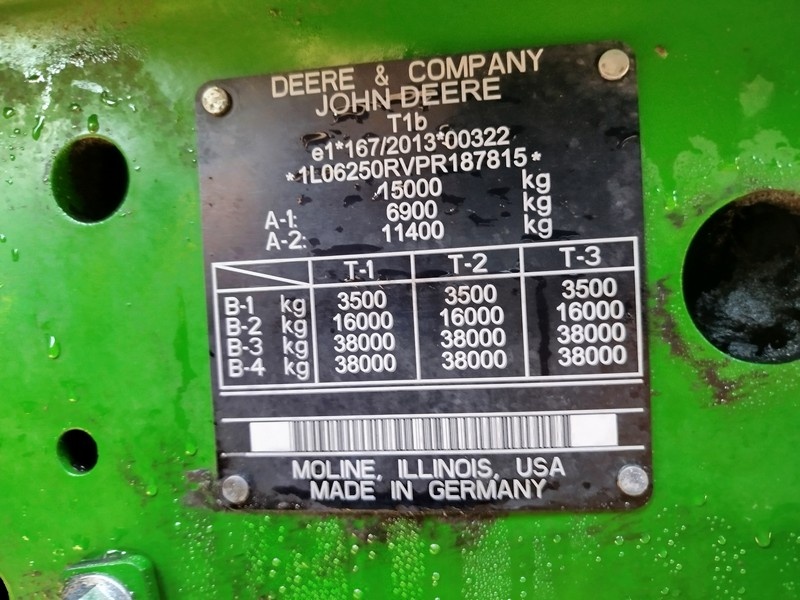 DEERE & COMPANY
JOHN DEERE
T1b
e1*167/2013*00322
*1L06250RVPR187815*
15000 kg
A-1: 6900 kg
A-2: 11400 kg
T-1 T-2 T-3
B-1 kg 3500 3500 3500
B-2 kg 16000 16000 16000
B-3 kg 38000 38000 38000
B-4 kg 38000 38000 38000
MOLINE, ILLINOIS, USA
MADE IN GERMANY